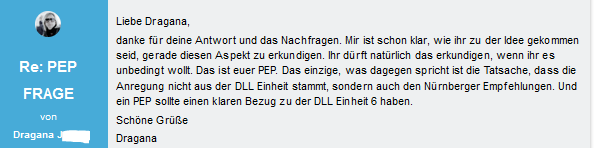 Re: PEP
FRAGE
von
Dragana J
Liebe Dragana,
danke für deine Antwort und das Nachfragen. Mir ist schon klar, wie ihr zu der Idee gekommen
seid, gerade diesen Aspekt zu erkundigen. Ihr dürft natürlich das erkundigen, wenn ihr es
unbedingt wollt. Das ist euer PEP. Das einzige, was dagegen spricht ist die Tatsache, dass die
Anregung nicht aus der DLL Einheit stammt, sondern auch den Nürnberger Empfehlungen. Und
ein PEP sollte einen klaren Bezug zu der DLL Einheit 6 haben.
Schöne Grüße
Dragana